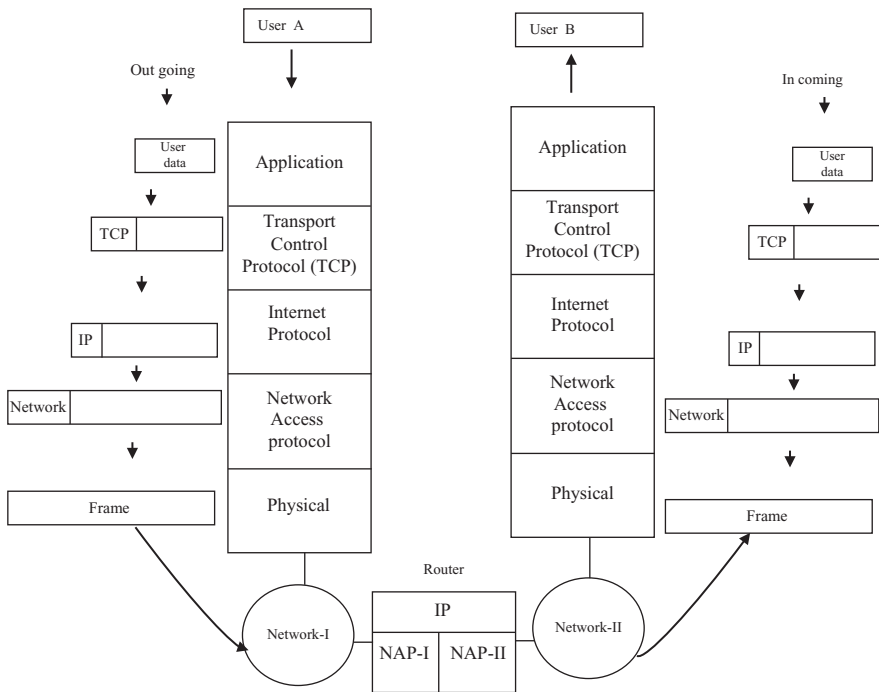 User A
User B
Out going
In coming
User
data
TCP
IP
Network
Frame
Application
Transport
Control
Protocol (TCP)
Internet
Protocol
Network
Access
protocol
Physical
Application
Transport
Control
Protocol (TCP)
Internet
Protocol
Network
Access
protocol
Physical
User
data
TCP
IP
Network
Frame
Router
Network-I
IP
NAP-I
NAP-II
Network-II